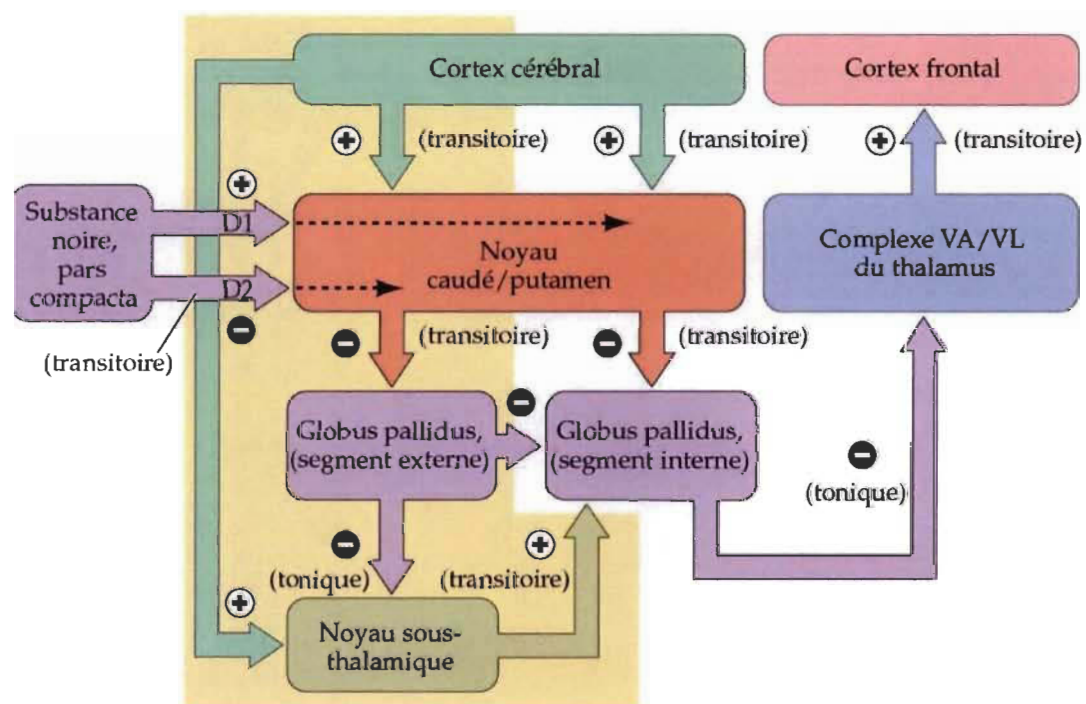 Cortex cérébral
Cortex frontal
+
(transitoire)
+
(transitoire)
+
(transitoire)
+
Substance
noire,
pars
compacta
D1
D2
−
(transitoire)
Noyau
caudé/putamen
Complexe VA/VL
du thalamus
−
(transitoire)
−
(transitoire)
Globus pallidus,
(segment externe)
−
Globus pallidus,
(segment interne)
−
(tonique)
−
(tonique)
+
(transitoire)
+
Noyau sous-
thalamique